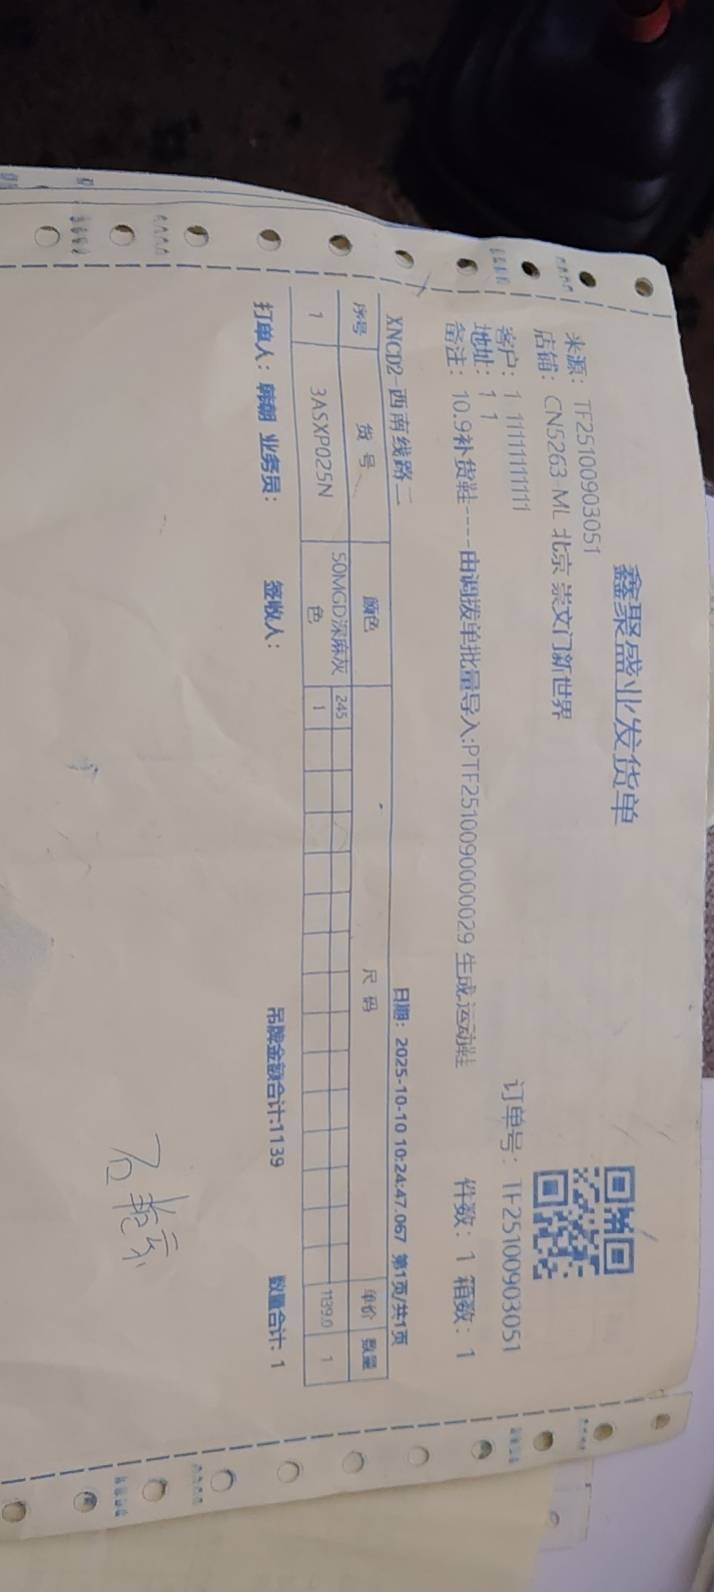 鑫聚盛业发货单
来源: TF25100903051
店铺: CN5263 ML 北京 崇文门新世界
客户: 1 11111111111 订单号: TF25100903051
地址: 1 1
备注: 10.9补货鞋----由调拨单批量导入:PTF2510090000029 生成,运动鞋 件数: 1 箱数: 1
XNCD2-西南线路二 日期: 2025-10-10 10:24:47.067 第1页/共1页
序号 货号 颜色 尺码 单价 数量
1 3ASXP025N 50MGD深麻灰色 245 1 1139.0 1
打单人: 业务员: 签收人: 吊牌金额合计:1139 数量合计: 1